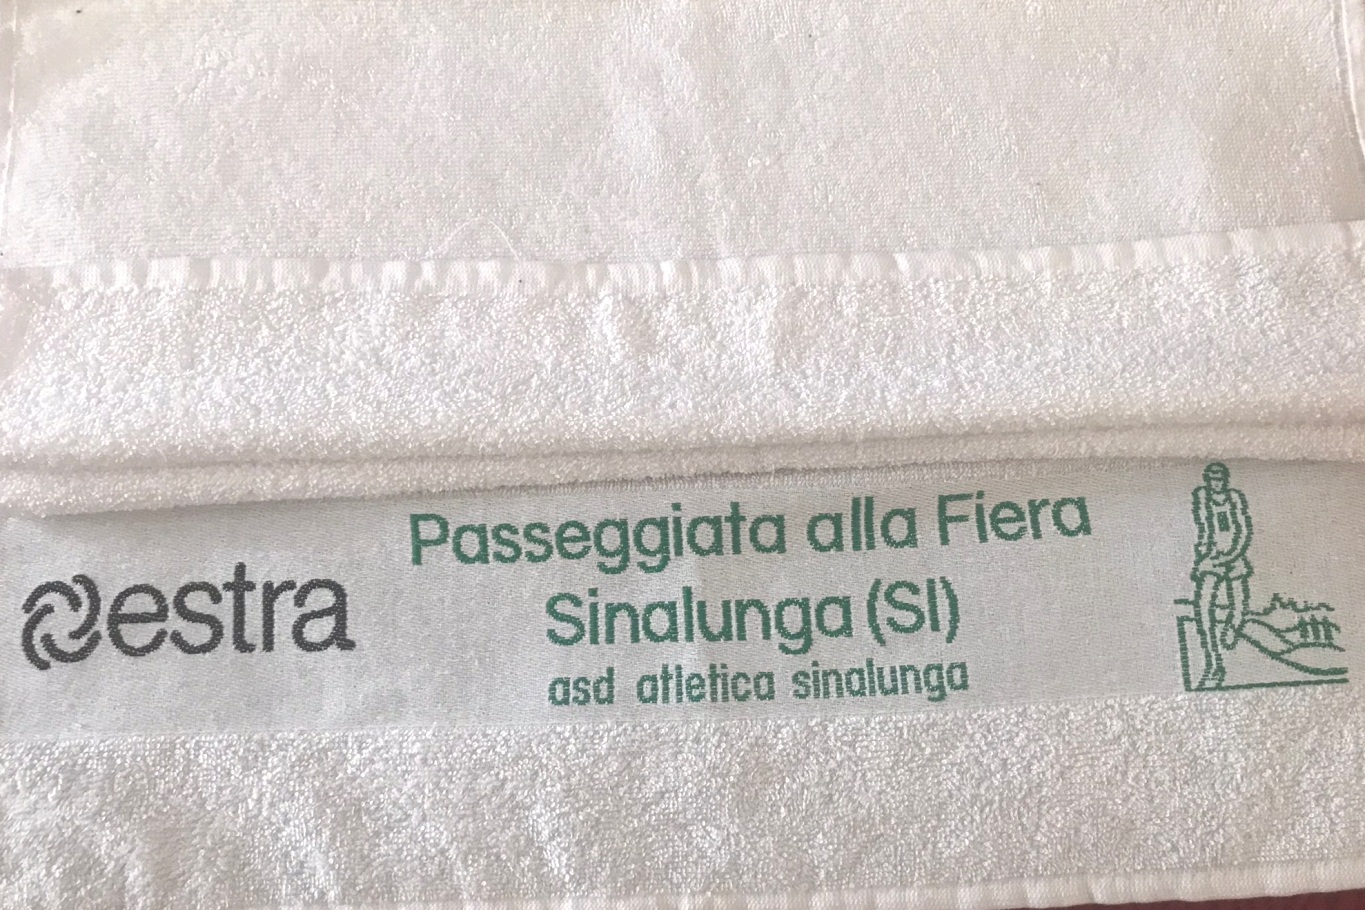 estra
Passeggiata alla Fiera
Sinalunga (SI)
asd atletica sinalunga